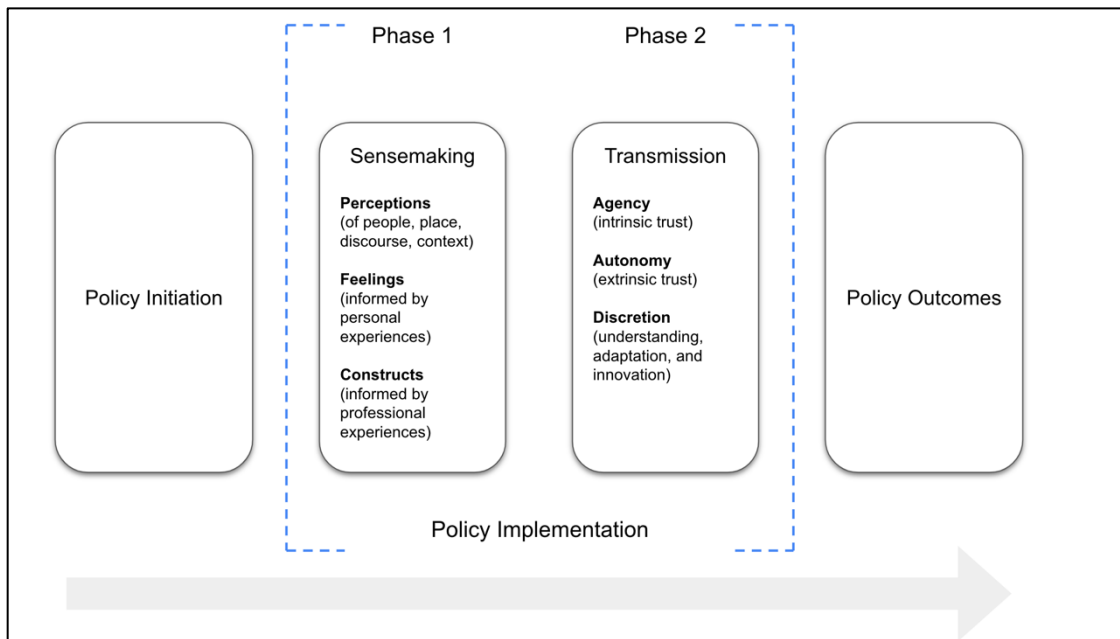 Phase 1
Phase 2
Policy Initiation
Sensemaking
Perceptions
(of people, place,
discourse, context)
Feelings
(informed by
personal
experiences)
Constructs
(informed by
professional
experiences)
Transmission
Agency
(intrinsic trust)
Autonomy
(extrinsic trust)
Discretion
(understanding,
adaptation, and
innovation)
Policy Outcomes
Policy Implementation